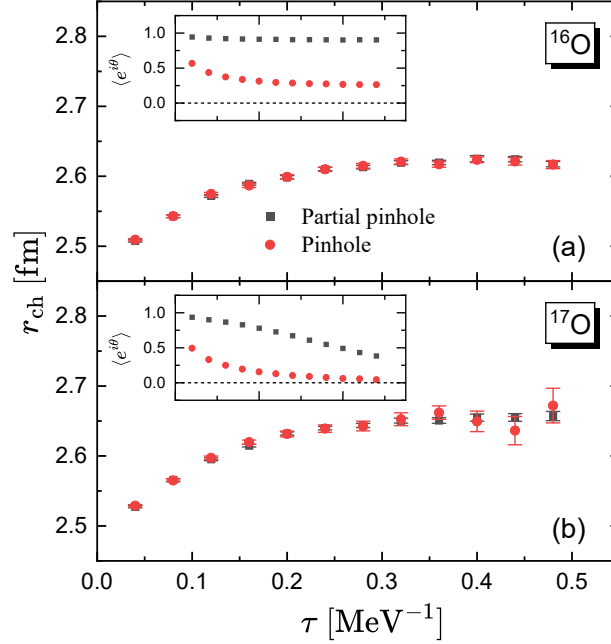 2.8
2.7
2.6
2.5
1.0
0.5
0.0
⟨e^{iθ}⟩
¹⁶O
Partial pinhole
Pinhole
(a)
r_ch [fm]
2.8
2.7
2.6
2.5
1.0
0.5
0.0
⟨e^{iθ}⟩
¹⁷O
(b)
0.0 0.1 0.2 0.3 0.4 0.5
τ [MeV⁻¹]